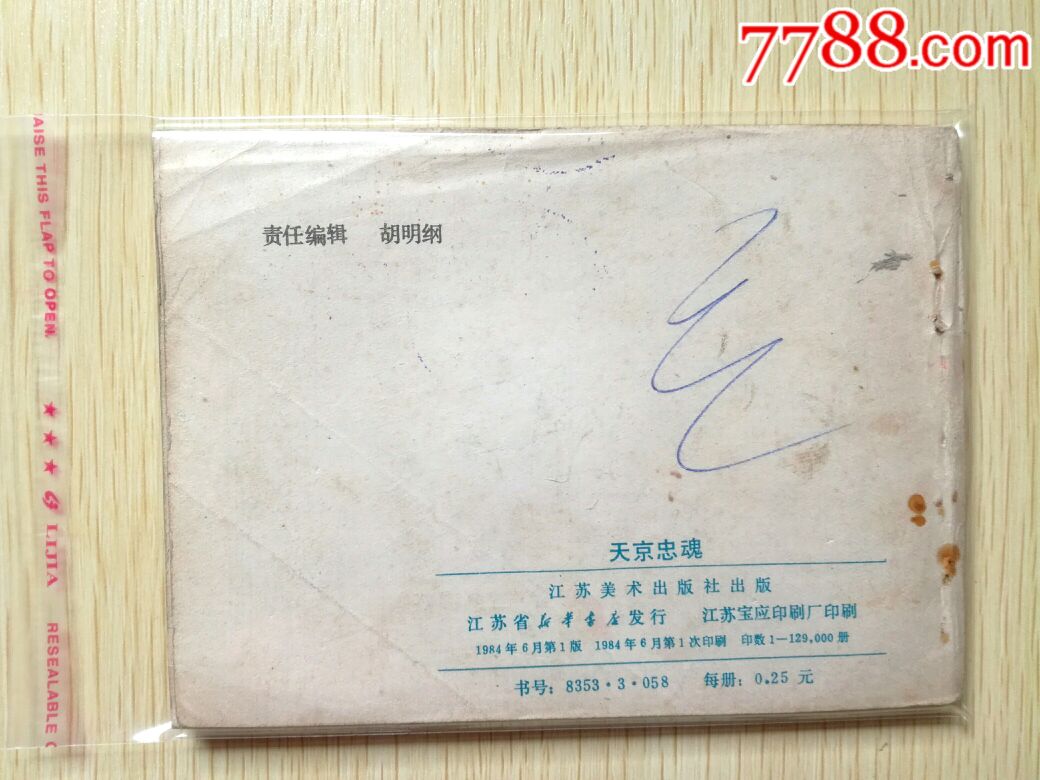 7788.com
AISE THIS FLAP TO OPEN.
★★★ LIJIA
RESEALABLE
责任编辑 胡明纲
天京忠魂
江苏美术出版社出版
江苏省新华书店发行 江苏宝应印刷厂印刷
1984年6月第1版 1984年6月第1次印刷 印数1—129,000册
书号：8353·3·058 每册：0.25元